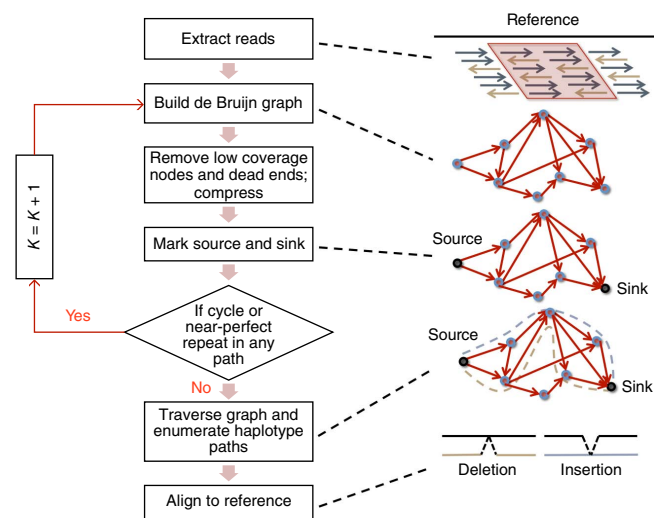 Extract reads
Build de Bruijn graph
Remove low coverage
nodes and dead ends;
compress
Mark source and sink
If cycle or
near-perfect
repeat in any
path
Yes
K = K + 1
No
Traverse graph and
enumerate haplotype
paths
Align to reference
Reference
Source
Sink
Source
Sink
Deletion
Insertion